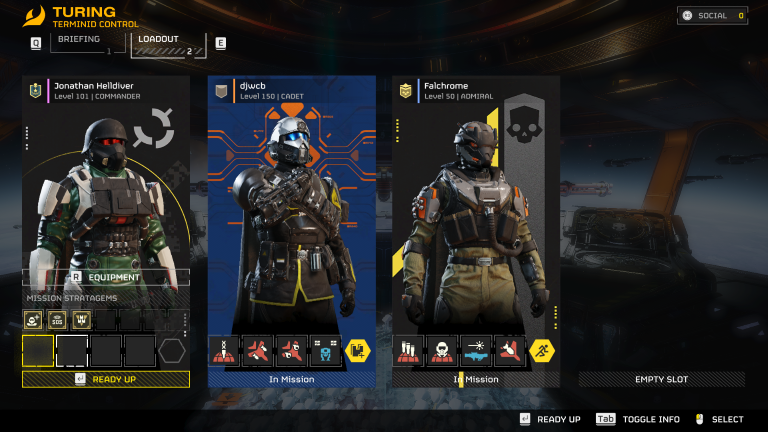 TURING
TERMINID CONTROL
SOCIAL 0
Q
BRIEFING
1
LOADOUT
2
E
Jonathan Helldiver
Level 101 | COMMANDER
djwcb
Level 150 | CADET
Falchrome
Level 50 | ADMIRAL
R EQUIPMENT
MISSION STRATAGEMS
SOS
READY UP
In Mission
In Mission
EMPTY SLOT
READY UP
Tab TOGGLE INFO
SELECT